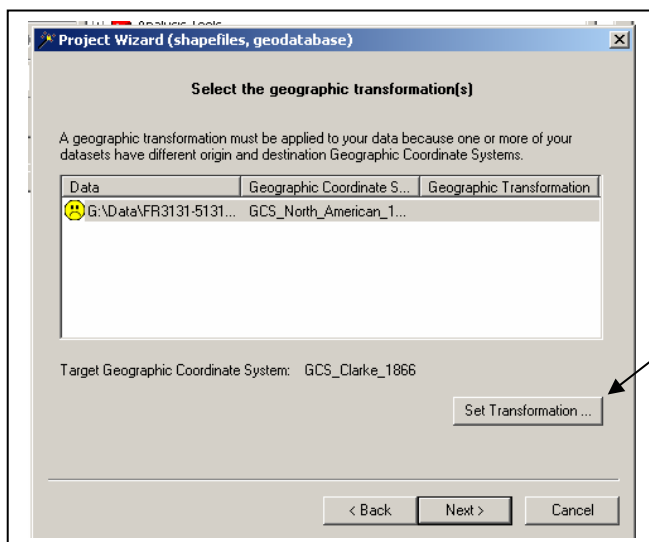 Analysis Tools
Project Wizard (shapefiles, geodatabase)
Select the geographic transformation(s)
A geographic transformation must be applied to your data because one or more of your
datasets have different origin and destination Geographic Coordinate Systems.
Data Geographic Coordinate S... Geographic Transformation
G:\Data\FR3131-5131... GCS_North_American_1...
Target Geographic Coordinate System: GCS_Clarke_1866
Set Transformation ...
< Back Next > Cancel